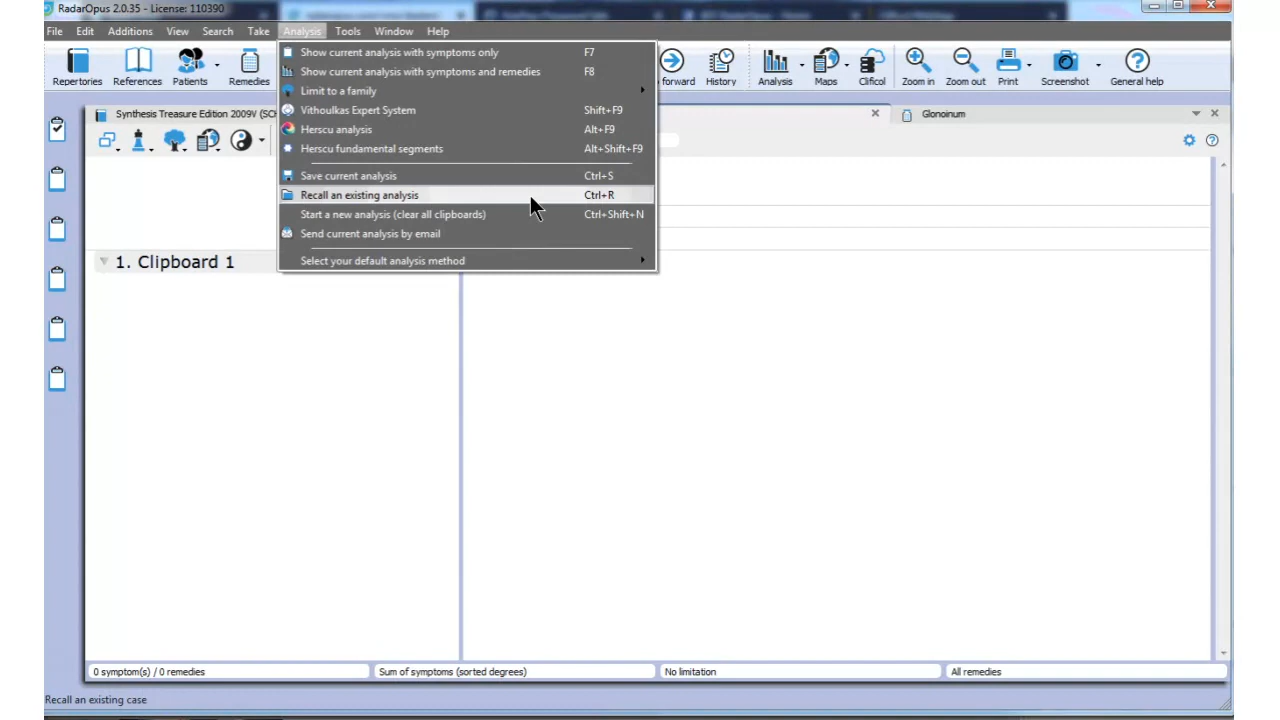 RadarOpus 2.0.35 - License: 110390
File Edit Additions View Search Take Analysis Tools Window Help
Repertories References Patients Remedies forward History Analysis Maps Clificol Zoom in Zoom out Print Screenshot General help
Show current analysis with symptoms only F7
Show current analysis with symptoms and remedies F8
Limit to a family
Vithoulkas Expert System Shift+F9
Herscu analysis Alt+F9
Herscu fundamental segments Alt+Shift+F9
Save current analysis Ctrl+S
Recall an existing analysis Ctrl+R
Start a new analysis (clear all clipboards) Ctrl+Shift+N
Send current analysis by email
Select your default analysis method
Synthesis Treasure Edition 2009V (SC
Glonoinum
1. Clipboard 1
0 symptom(s) / 0 remedies Sum of symptoms (sorted degrees) No limitation All remedies
Recall an existing case